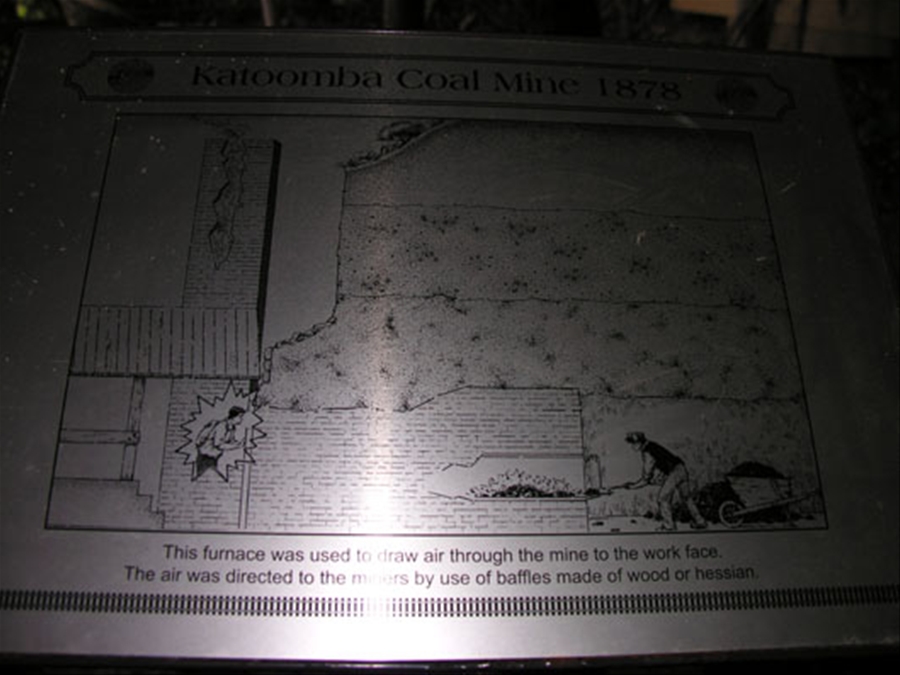 Katoomba Coal Mine 1878
This furnace was used to draw air through the mine to the work face.
The air was directed to the miners by use of baffles made of wood or hessian.